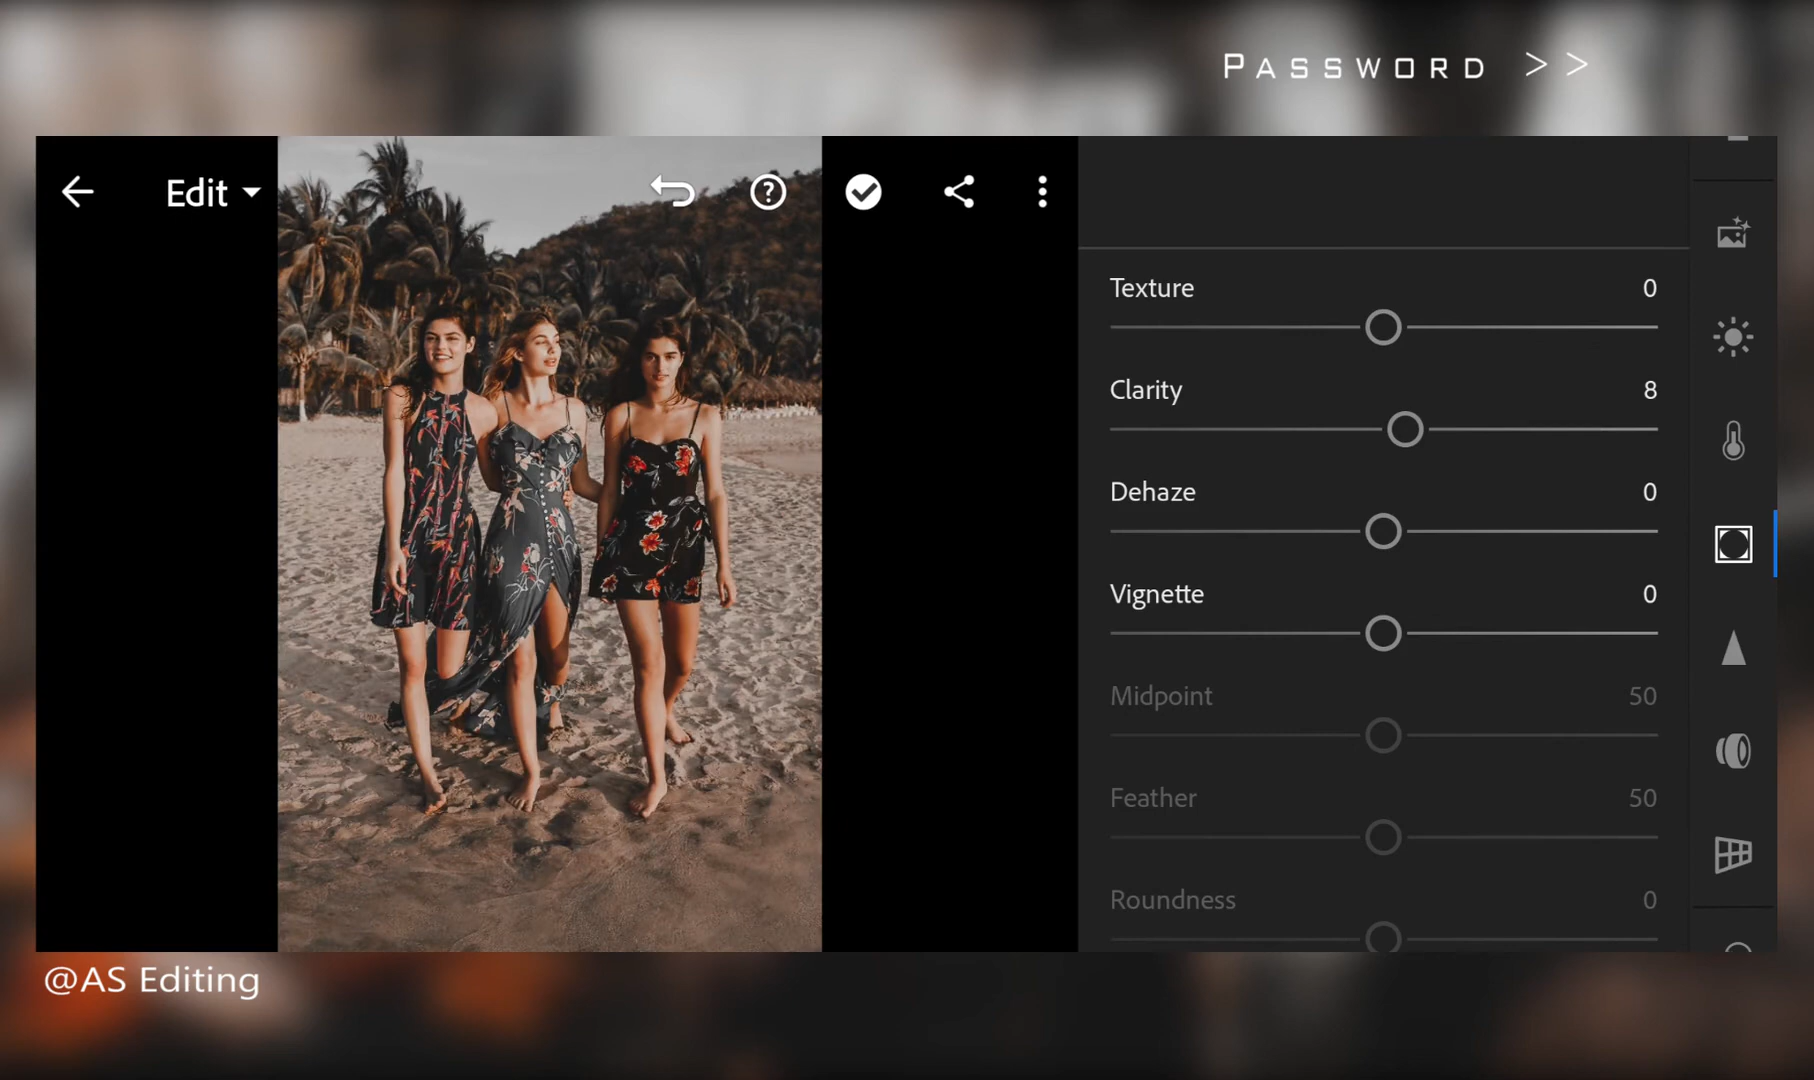 PASSWORD >>
Edit
Texture 0
Clarity 8
Dehaze 0
Vignette 0
Midpoint 50
Feather 50
Roundness 0
@AS Editing